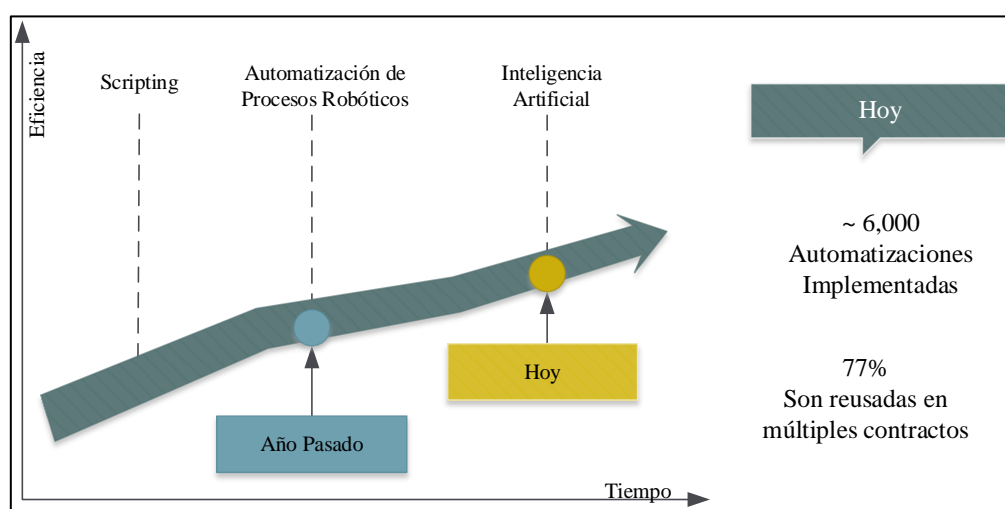 Eficiencia
Scripting
Automatización de
Procesos Robóticos
Inteligencia
Artificial
Año Pasado
Hoy
Tiempo
Hoy
~ 6,000
Automatizaciones
Implementadas
77%
Son reusadas en
múltiples contractos